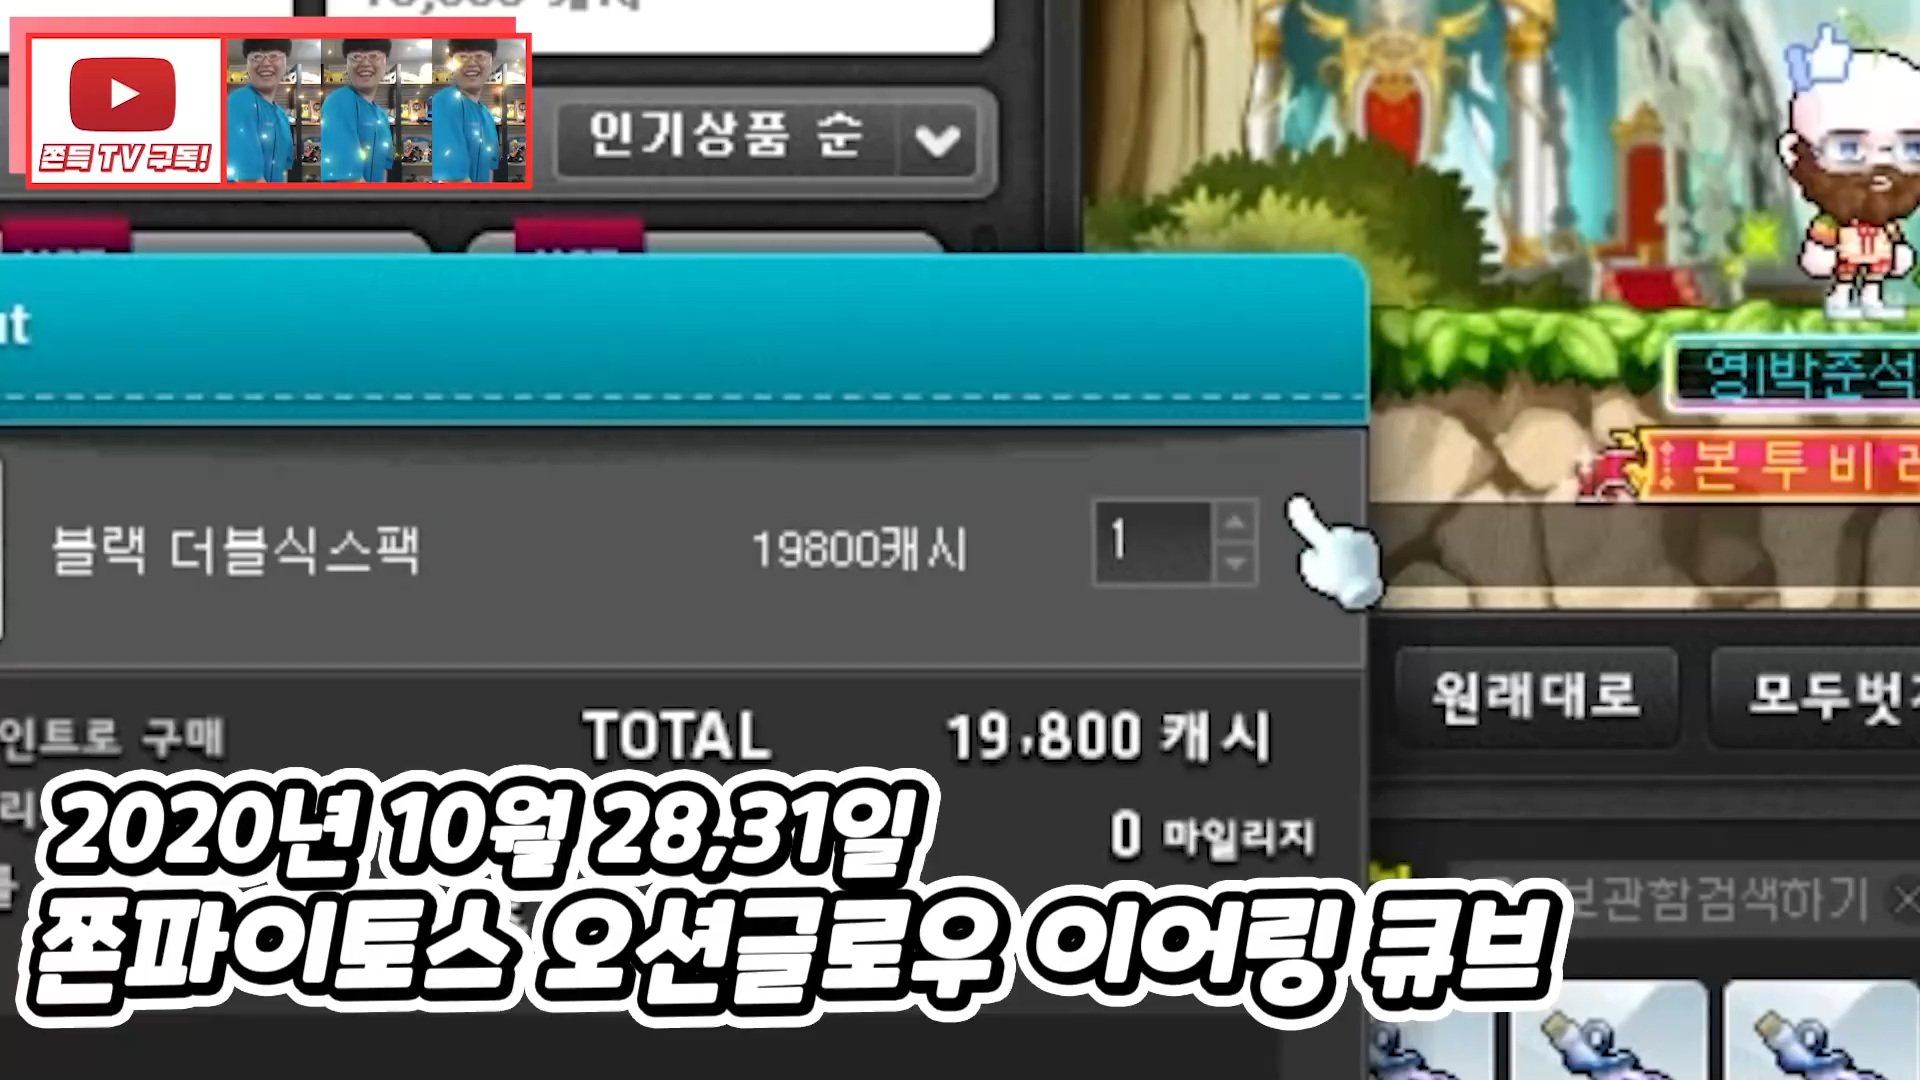 쫀득TV구독!
인기상품 순
영|박준석
본투비
블랙 더블식스팩
19800캐시
1
원래대로
모두벗
인트로 구매
TOTAL
19,800 캐시
0 마일리지
보관함검색하기
2020년 10월 28,31일
쫀파이토스 오션글로우 이어링 큐브